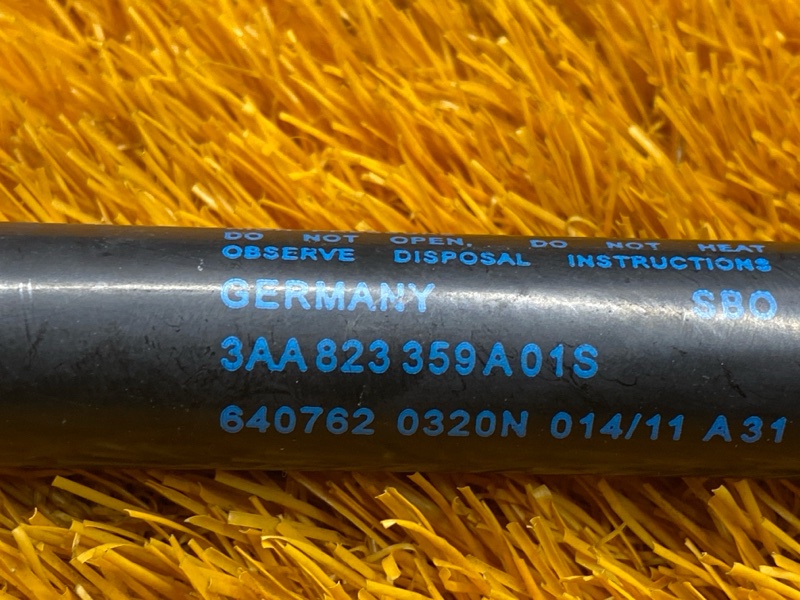 DO NOT OPEN. DO NOT HEAT
OBSERVE DISPOSAL INSTRUCTIONS
GERMANY SBO
3AA 823 359 A 01S
640762 0320N 014/11 A 31